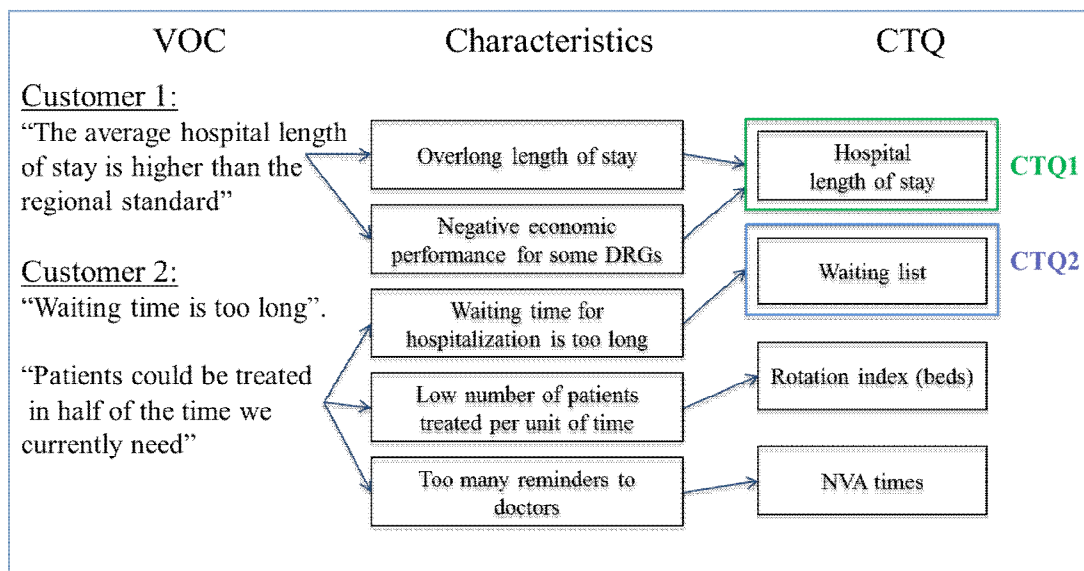 VOC
Characteristics
CTQ
Customer 1:
“The average hospital length
of stay is higher than the
regional standard”
Customer 2:
“Waiting time is too long”.
“Patients could be treated
in half of the time we
currently need”
Overlong length of stay
Negative economic
performance for some DRGs
Waiting time for
hospitalization is too long
Low number of patients
treated per unit of time
Too many reminders to
doctors
Hospital
length of stay
CTQ1
Waiting list
CTQ2
Rotation index (beds)
NVA times